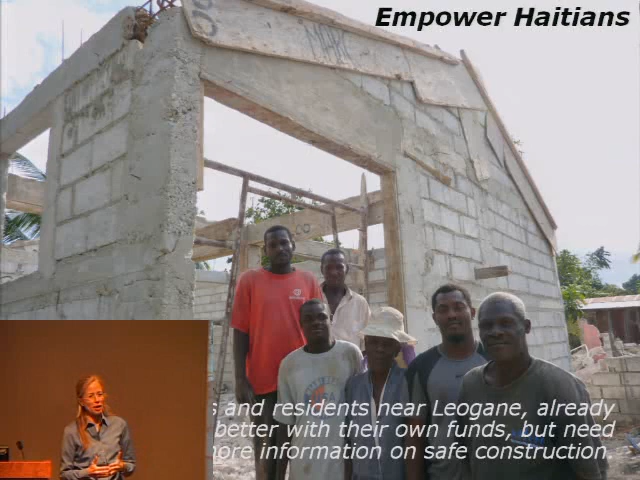 Empower Haitians
MARK
s and residents near Leogane, already
better with their own funds, but need
ore information on safe construction.